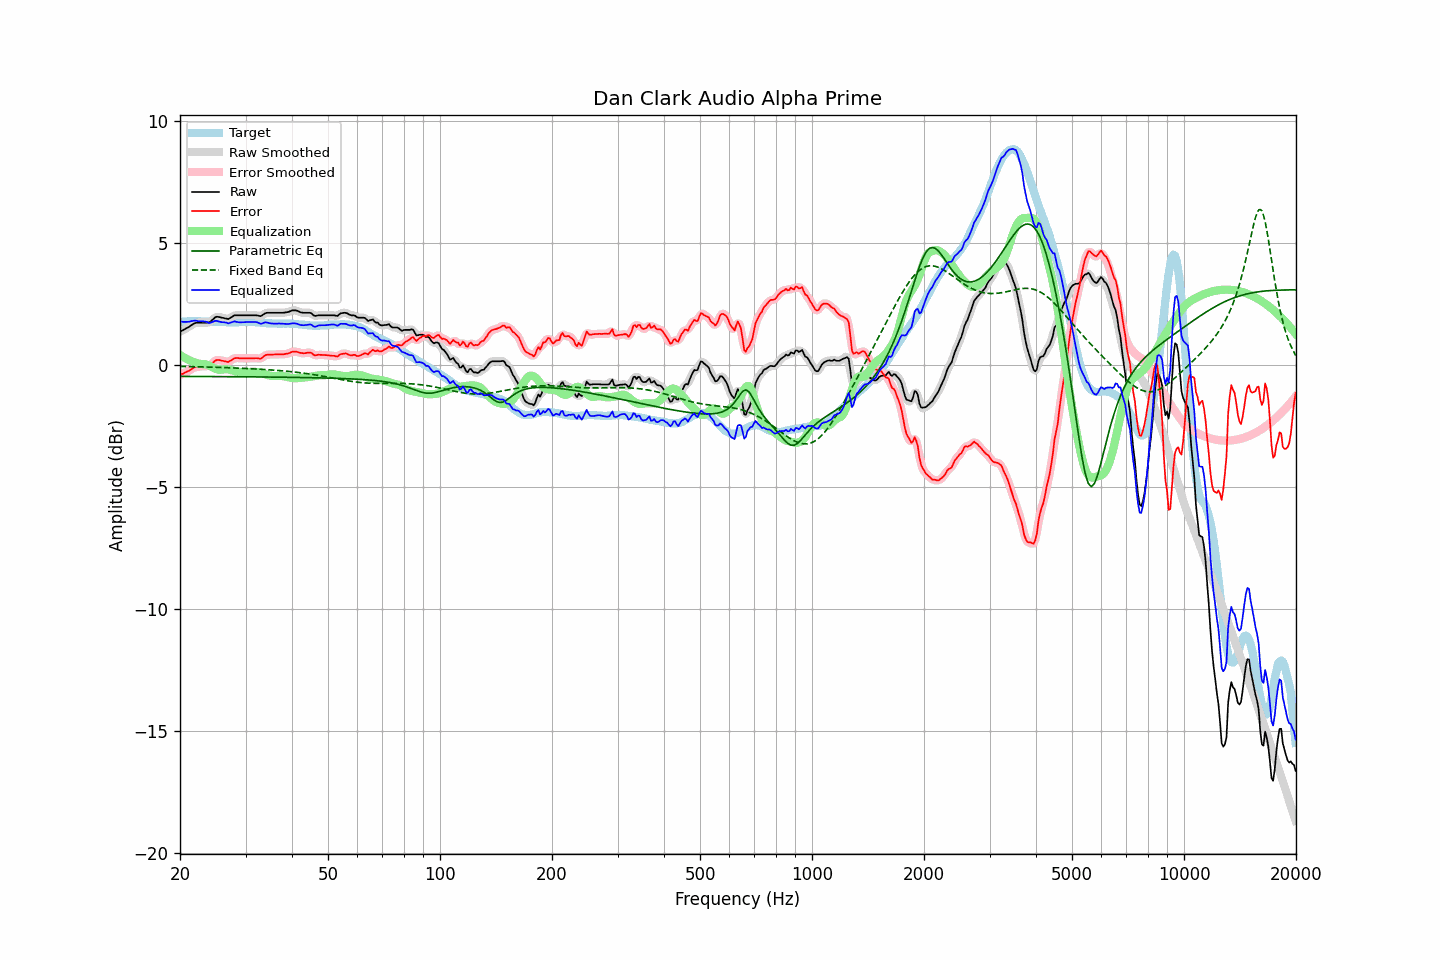 Dan Clark Audio Alpha Prime
Target
Raw Smoothed
Error Smoothed
Raw
Error
Equalization
Parametric Eq
Fixed Band Eq
Equalized
10
5
0
−5
−10
−15
−20
Amplitude (dBr)
20 50 100 200 500 1000 2000 5000 10000 20000
Frequency (Hz)